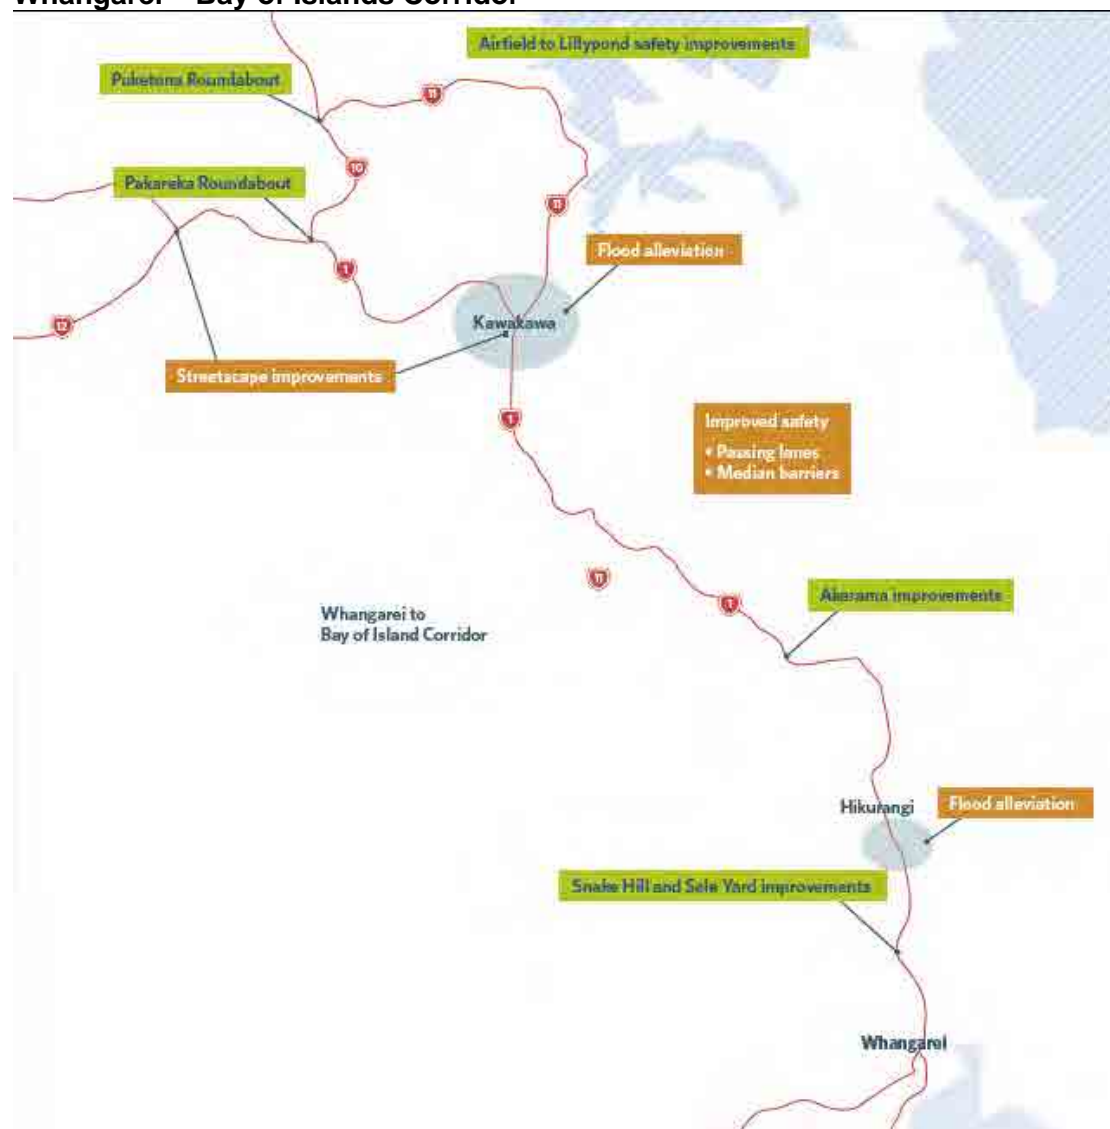 Whangarei – Bay of Islands Corridor
Airfield to Lillypond safety improvements
Puketona Roundabout
11
10
Pakaraka Roundabout
11
Flood alleviation
1
12
Kawakawa
Streetscape improvements
1
Improved safety
• Passing lanes
• Median barriers
11
1
Akerama improvements
Whangarei to
Bay of Island Corridor
Hikurangi
Flood alleviation
Snake Hill and Sale Yard improvements
Whangarei